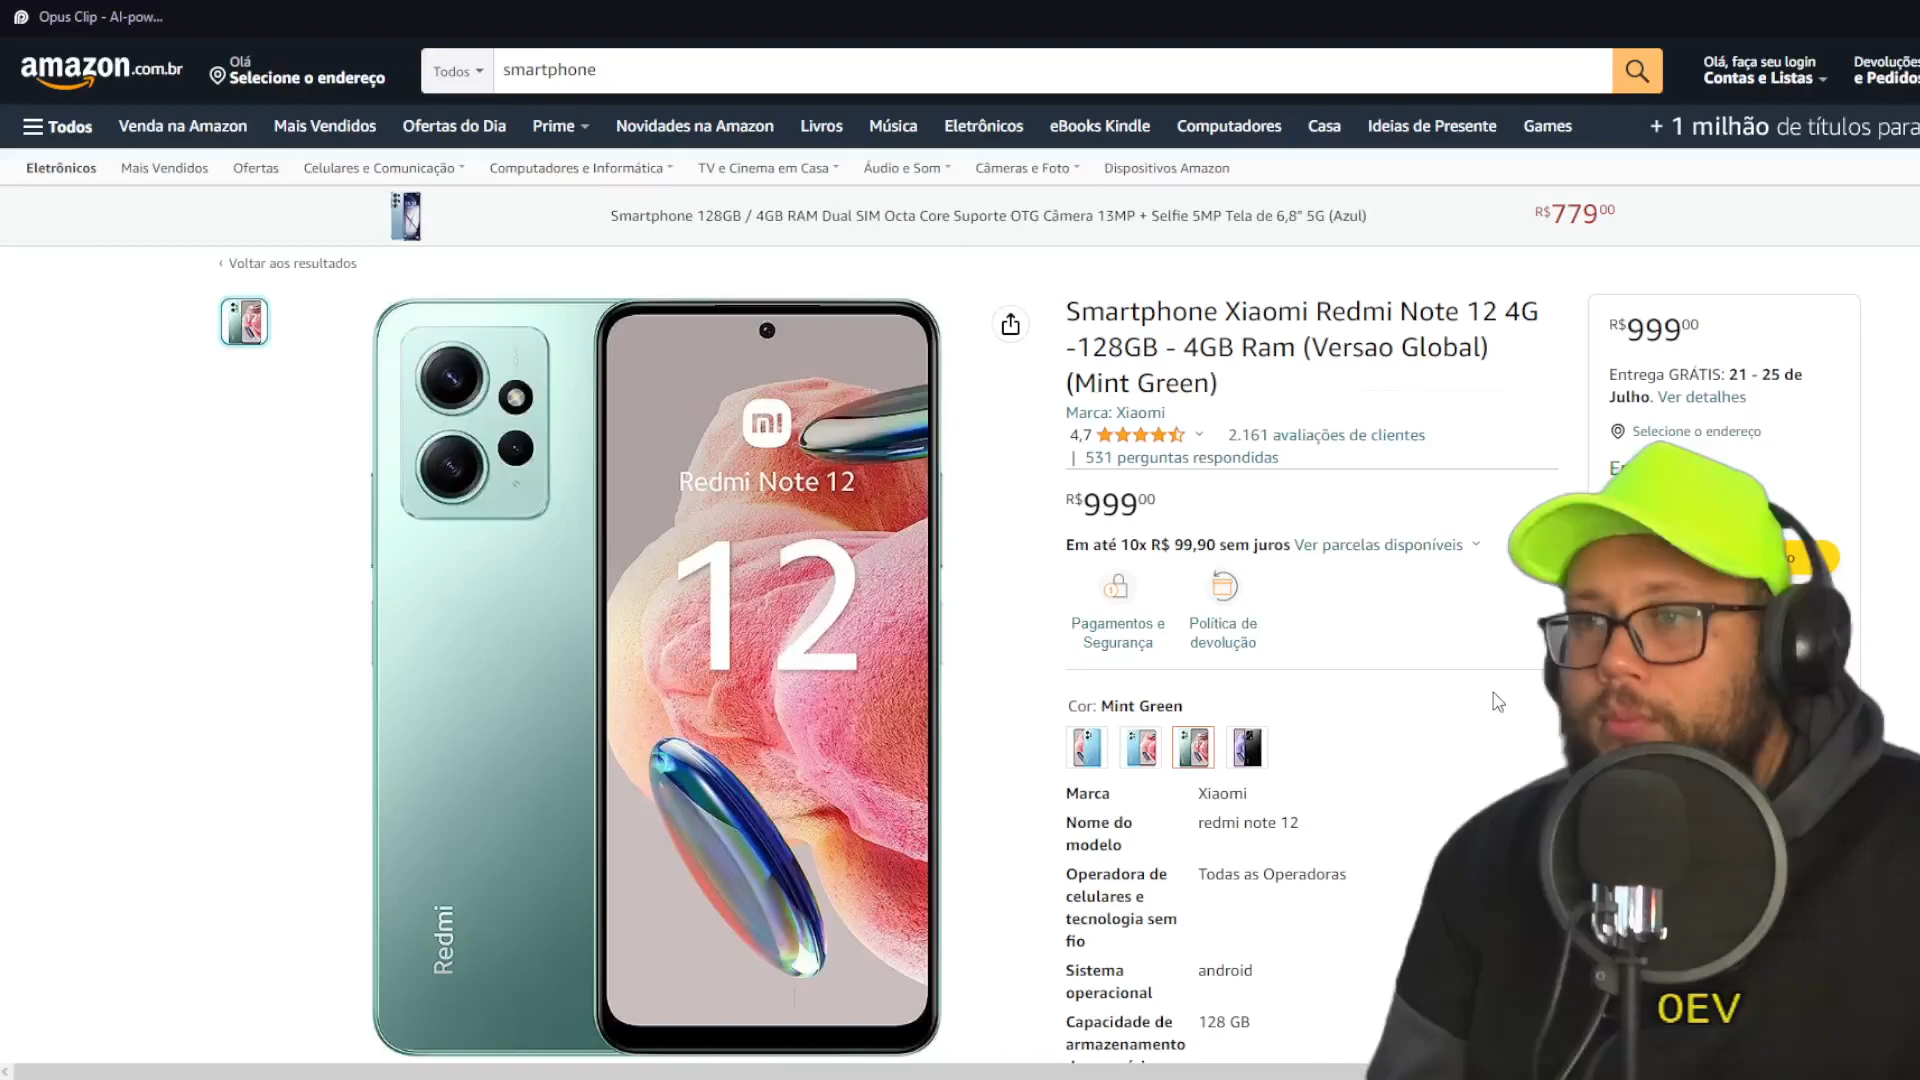 Opus Clip - AI-pow...
amazon.com.br
Olá
Selecione o endereço
Todos
smartphone
Olá, faça seu login
Contas e Listas
Devoluções
e Pedidos
Todos
Venda na Amazon
Mais Vendidos
Ofertas do Dia
Prime
Novidades na Amazon
Livros
Música
Eletrônicos
eBooks Kindle
Computadores
Casa
Ideias de Presente
Games
+ 1 milhão de títulos para
Eletrônicos
Mais Vendidos
Ofertas
Celulares e Comunicação
Computadores e Informática
TV e Cinema em Casa
Áudio e Som
Câmeras e Foto
Dispositivos Amazon
Smartphone 128GB / 4GB RAM Dual SIM Octa Core Suporte OTG Câmera 13MP + Selfie 5MP Tela de 6,8" 5G (Azul)
R$77900
‹ Voltar aos resultados
Redmi Note 12
12
Redmi
Smartphone Xiaomi Redmi Note 12 4G
-128GB - 4GB Ram (Versao Global)
(Mint Green)
Marca: Xiaomi
4,7
2.161 avaliações de clientes
| 531 perguntas respondidas
R$99900
Em até 10x R$ 99,90 sem juros Ver parcelas disponíveis
Pagamentos e
Segurança
Política de
devolução
Cor: Mint Green
Marca
Xiaomi
Nome do
modelo
redmi note 12
Operadora de
celulares e
tecnologia sem
fio
Todas as Operadoras
Sistema
operacional
android
Capacidade de
armazenamento
128 GB
R$99900
Entrega GRÁTIS: 21 - 25 de
Julho. Ver detalhes
Selecione o endereço
OEV